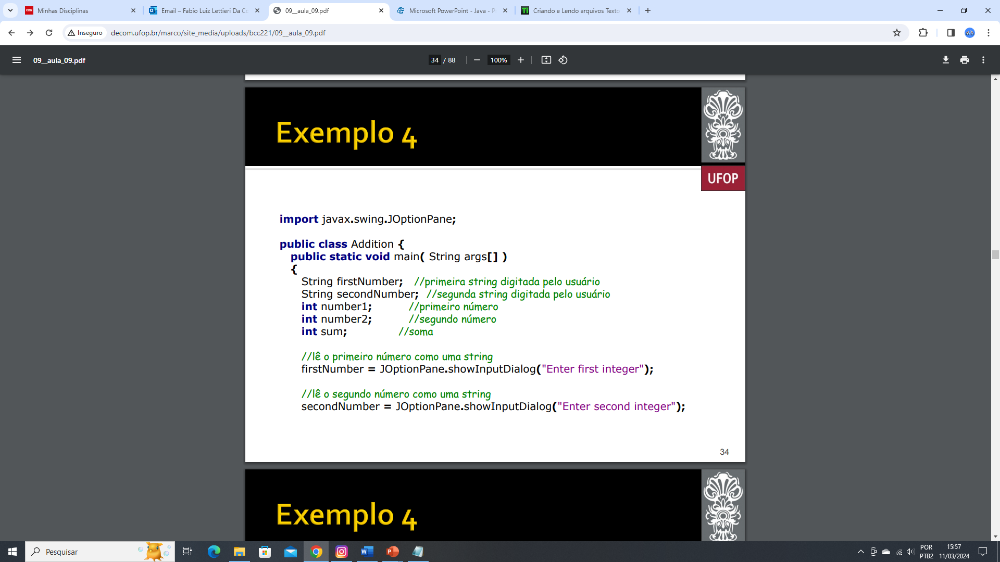 Minhas Disciplinas
Email – Fabio Luiz Lettieri Da Co
09__aula_09.pdf
Microsoft PowerPoint - Java - P
Criando e Lendo arquivos Texto
Inseguro
decom.ufop.br/marco/site_media/uploads/bcc221/09__aula_09.pdf
09__aula_09.pdf
34 / 88
100%
Exemplo 4
UFOP
import javax.swing.JOptionPane;
public class Addition {
public static void main( String args[] )
{
String firstNumber; //primeira string digitada pelo usuário
String secondNumber; //segunda string digitada pelo usuário
int number1; //primeiro número
int number2; //segundo número
int sum; //soma
//lê o primeiro número como uma string
firstNumber = JOptionPane.showInputDialog("Enter first integer");
//lê o segundo número como uma string
secondNumber = JOptionPane.showInputDialog("Enter second integer");
34
Exemplo 4
Pesquisar
POR
PTB2
15:57
11/03/2024